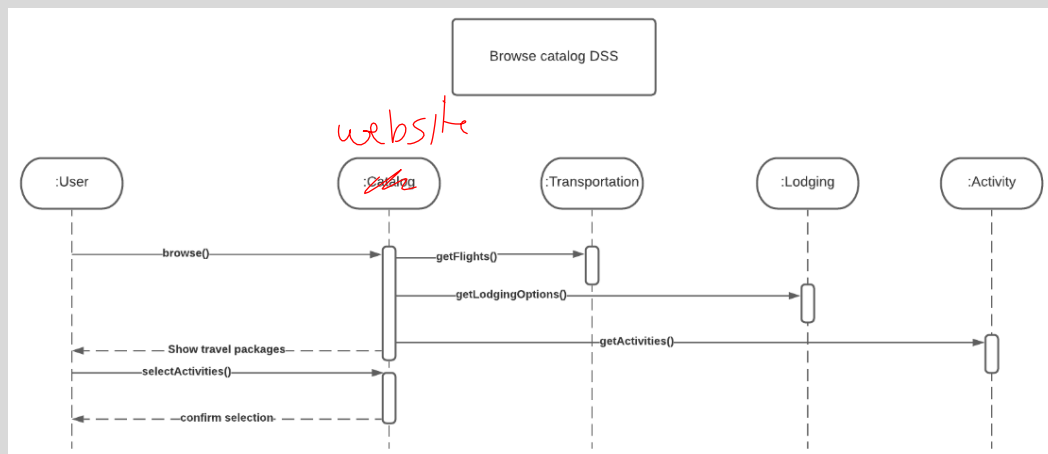 Browse catalog DSS
website
:User
:Catalog
:Transportation
:Lodging
:Activity
browse()
getFlights()
getLodgingOptions()
getActivities()
Show travel packages
selectActivities()
confirm selection